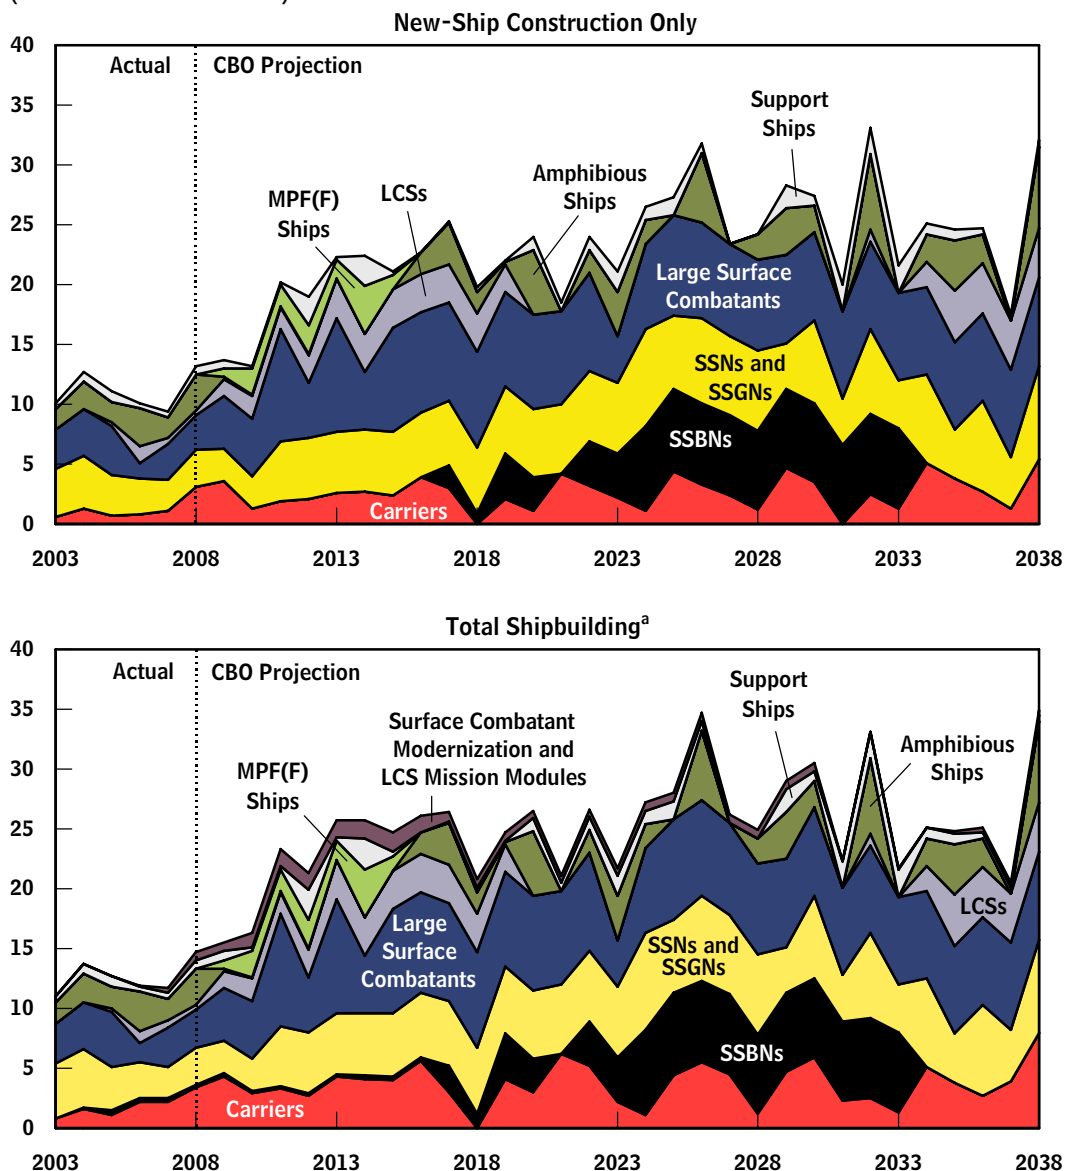 New-Ship Construction Only
40
Actual
CBO Projection
35
Support
Ships
30
Amphibious
Ships
MPF(F)
Ships
LCSs
25
Large Surface
Combatants
20
15
SSNs and
SSGNs
10
SSBNs
5
Carriers
0
2003 2008 2013 2018 2023 2028 2033 2038
Total Shipbuildingᵃ
40
Actual
CBO Projection
35
Support
Ships
Surface Combatant
Modernization and
LCS Mission Modules
Amphibious
Ships
30
MPF(F)
Ships
25
20
LCSs
Large
Surface
Combatants
15
SSNs and
SSGNs
10
SSBNs
5
Carriers
0
2003 2008 2013 2018 2023 2028 2033 2038